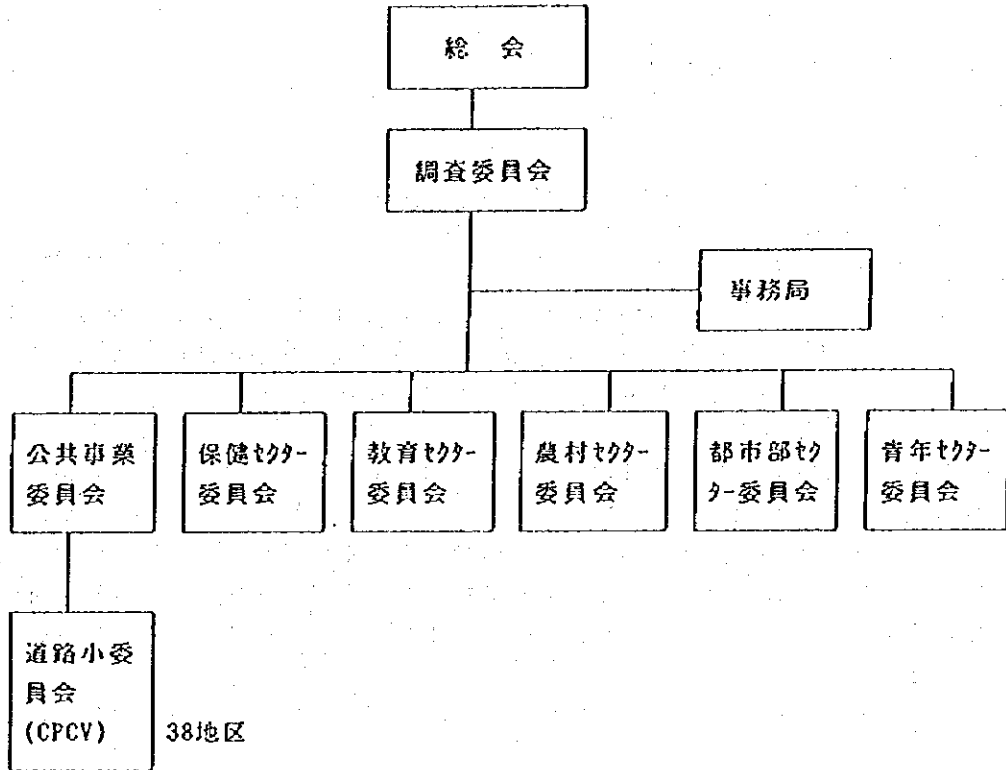 総 会
調査委員会
事務局
公共事業
委員会
保健セクター
委員会
教育セクター
委員会
農村セクター
委員会
都市部セク
ター委員会
青年セクター
委員会
道路小委
員会
(CPCV)
38地区